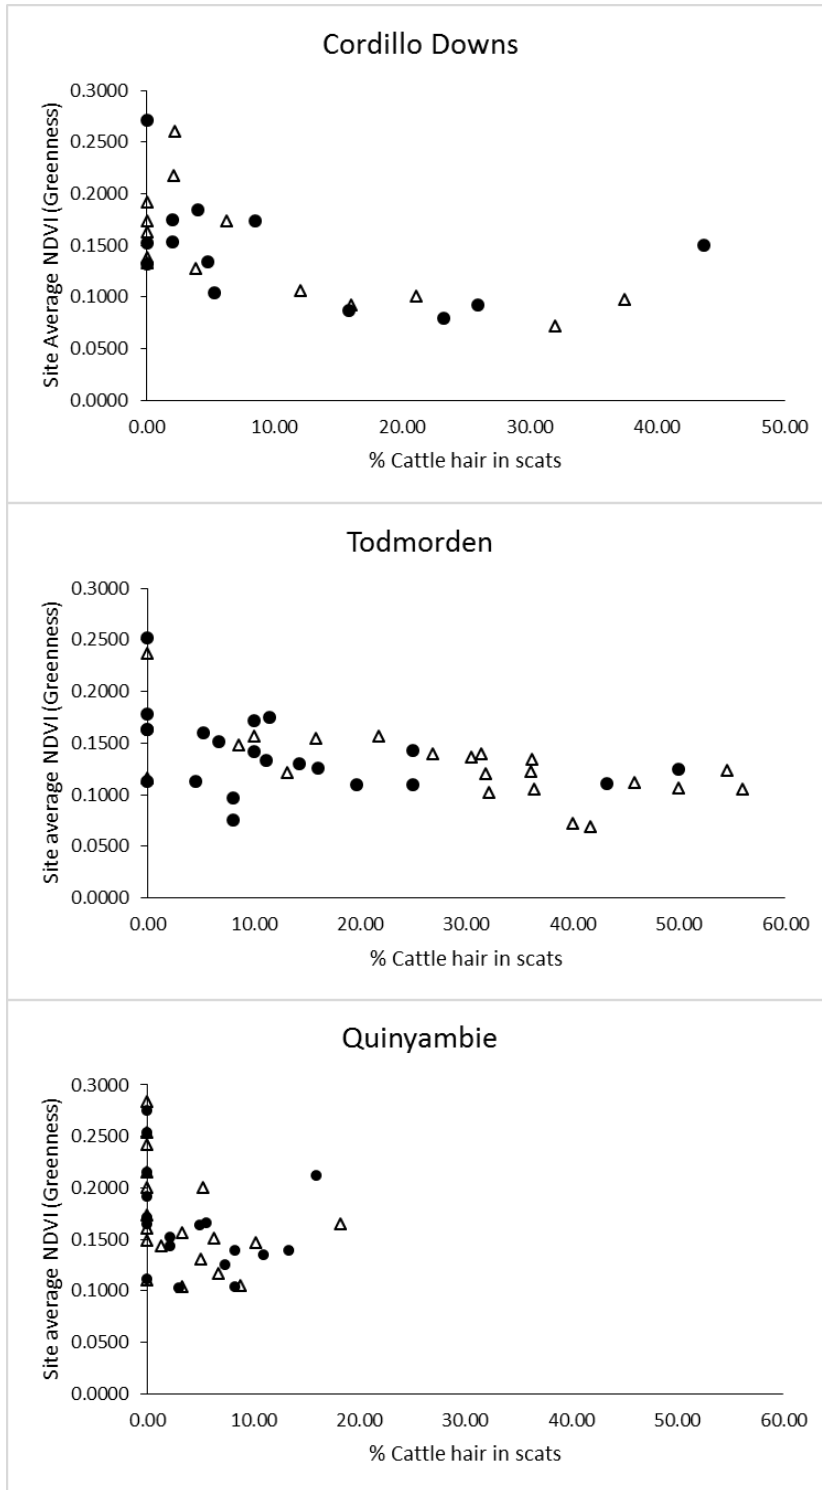 Cordillo Downs
Site Average NDVI (Greenness)
0.3000
0.2500
0.2000
0.1500
0.1000
0.0500
0.0000
0.00 10.00 20.00 30.00 40.00 50.00
% Cattle hair in scats
Todmorden
Site average NDVI (Greenness)
0.3000
0.2500
0.2000
0.1500
0.1000
0.0500
0.0000
0.00 10.00 20.00 30.00 40.00 50.00 60.00
% Cattle hair in scats
Quinyambie
Site average NDVI (Greenness)
0.3000
0.2500
0.2000
0.1500
0.1000
0.0500
0.0000
0.00 10.00 20.00 30.00 40.00 50.00 60.00
% Cattle hair in scats